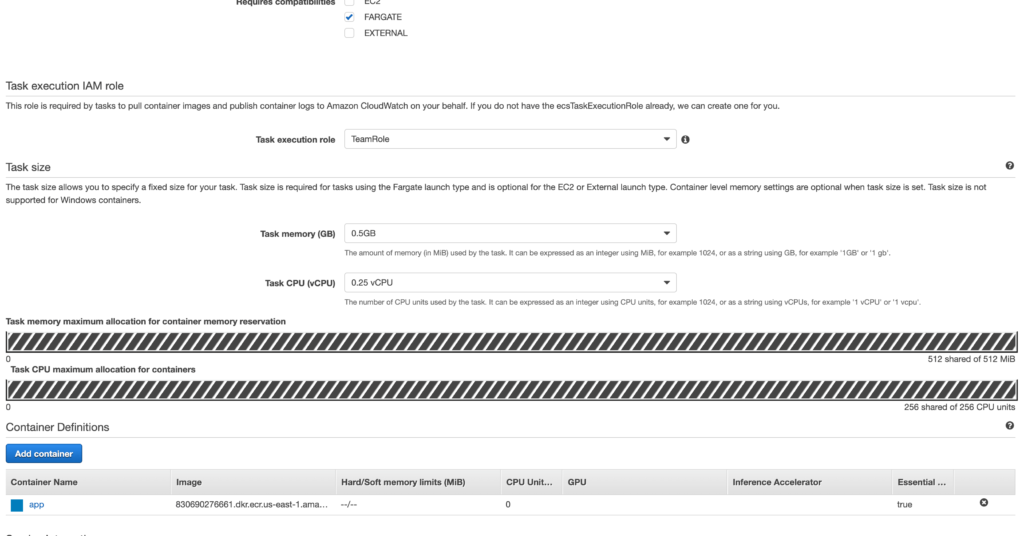 Requires compatibilities
EC2
FARGATE
EXTERNAL
Task execution IAM role
This role is required by tasks to pull container images and publish container logs to Amazon CloudWatch on your behalf. If you do not have the ecsTaskExecutionRole already, we can create one for you.
Task execution role TeamRole
Task size
The task size allows you to specify a fixed size for your task. Task size is required for tasks using the Fargate launch type and is optional for the EC2 or External launch type. Container level memory settings are optional when task size is set. Task size is not
supported for Windows containers.
Task memory (GB) 0.5GB
The amount of memory (in MiB) used by the task. It can be expressed as an integer using MiB, for example 1024, or as a string using GB, for example '1GB' or '1 gb'.
Task CPU (vCPU) 0.25 vCPU
The number of CPU units used by the task. It can be expressed as an integer using CPU units, for example 1024, or as a string using vCPUs, for example '1 vCPU' or '1 vcpu'.
Task memory maximum allocation for container memory reservation
0 512 shared of 512 MiB
Task CPU maximum allocation for containers
0 256 shared of 256 CPU units
Container Definitions
Add container
Container Name Image Hard/Soft memory limits (MiB) CPU Unit... GPU Inference Accelerator Essential ...
app 830690276661.dkr.ecr.us-east-1.ama... --/-- 0 true